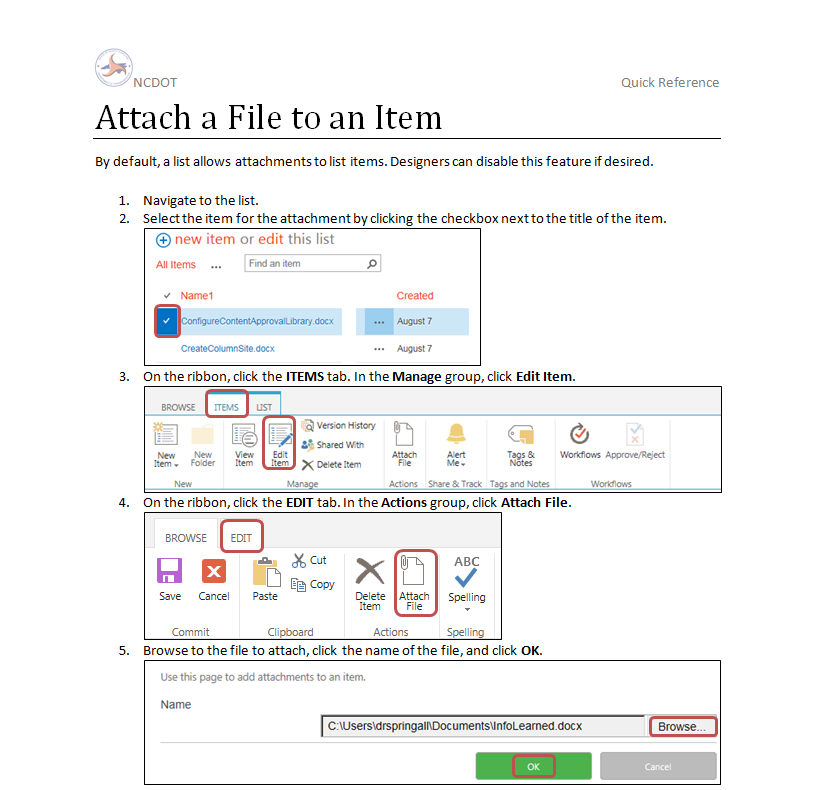 NCDOT Quick Reference
Attach a File to an Item
By default, a list allows attachments to list items. Designers can disable this feature if desired.
1. Navigate to the list.
2. Select the item for the attachment by clicking the checkbox next to the title of the item.
new item or edit this list
All Items ... Find an item
Name1 Created
ConfigureContentApprovalLibrary.docx ... August 7
CreateColumnSite.docx ... August 7
3. On the ribbon, click the ITEMS tab. In the Manage group, click Edit Item.
BROWSE ITEMS LIST
New Item New Folder View Item Edit Item Version History Shared With Delete Item Attach File Alert Me Tags & Notes Workflows Approve/Reject
New Manage Actions Share & Track Tags and Notes Workflows
4. On the ribbon, click the EDIT tab. In the Actions group, click Attach File.
BROWSE EDIT
Save Cancel Paste Cut Copy Delete Item Attach File ABC Spelling
Commit Clipboard Actions Spelling
5. Browse to the file to attach, click the name of the file, and click OK.
Use this page to add attachments to an item.
Name
C:\Users\drspringall\Documents\InfoLearned.docx Browse...
OK Cancel